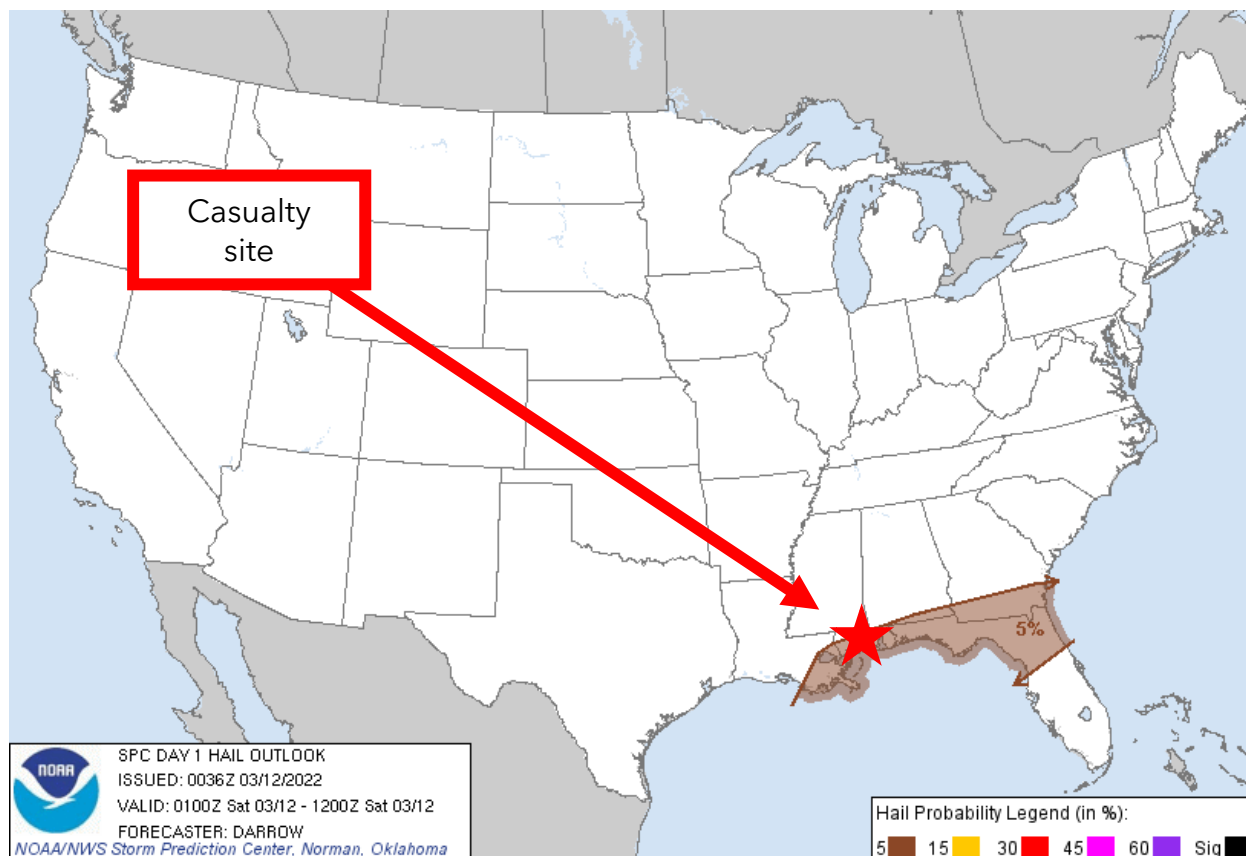 Casualty
site
5%
NOAA
SPC DAY 1 HAIL OUTLOOK
ISSUED: 0036Z 03/12/2022
VALID: 0100Z Sat 03/12 - 1200Z Sat 03/12
FORECASTER: DARROW
NOAA/NWS Storm Prediction Center, Norman, Oklahoma
Hail Probability Legend (in %):
5 15 30 45 60 Sig